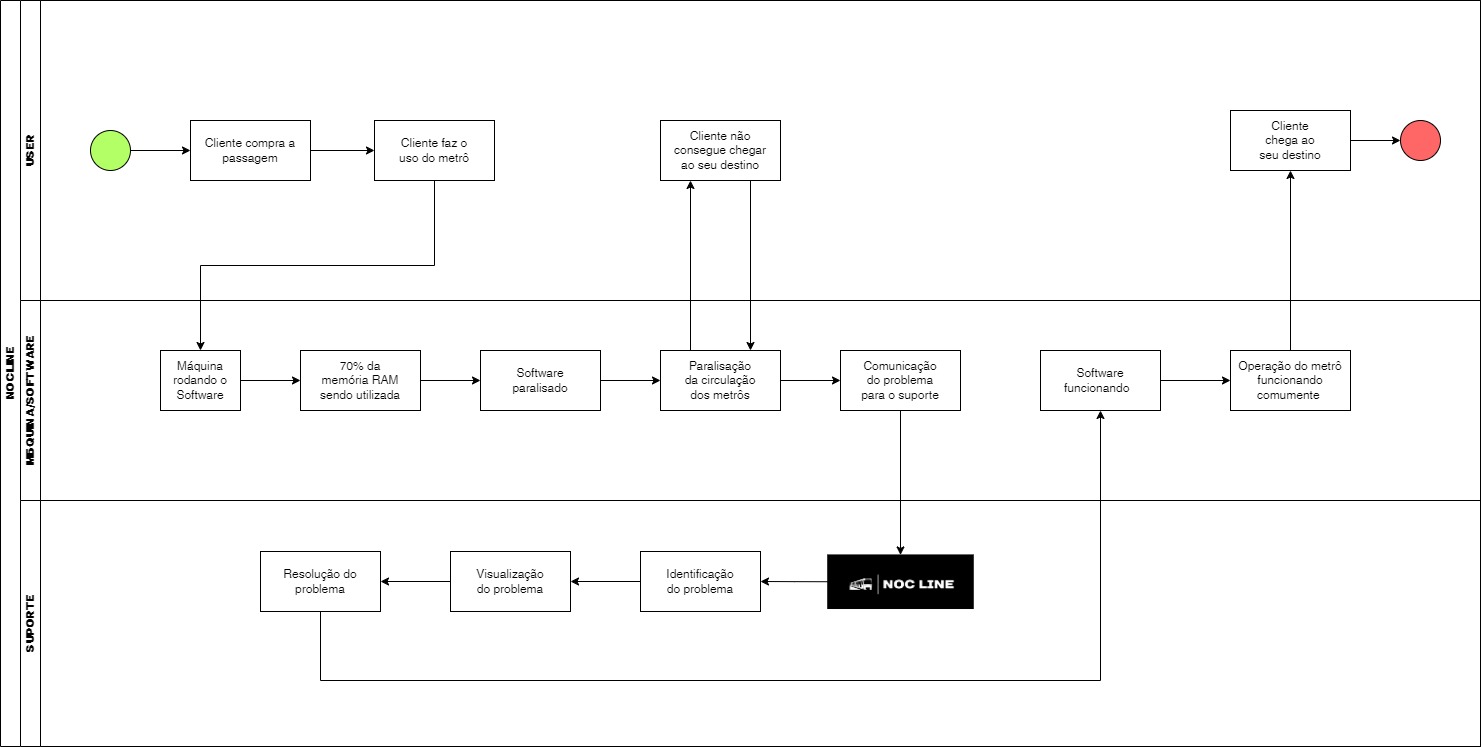 NOCLINE
USER
Cliente compra a
passagem
Cliente faz o
uso do metrô
Cliente não
consegue chegar
ao seu destino
Cliente
chega ao
seu destino
Máquina
rodando o
Software
70% da
memória RAM
sendo utilizada
Software
paralisado
Paralisação
da circulação
dos metrôs
Comunicação
do problema
para o suporte
Software
funcionando
Operação do metrô
funcionando
comumente
SUPORTE
Resolução do
problema
Visualização
do problema
Identificação
do problema
NOC LINE